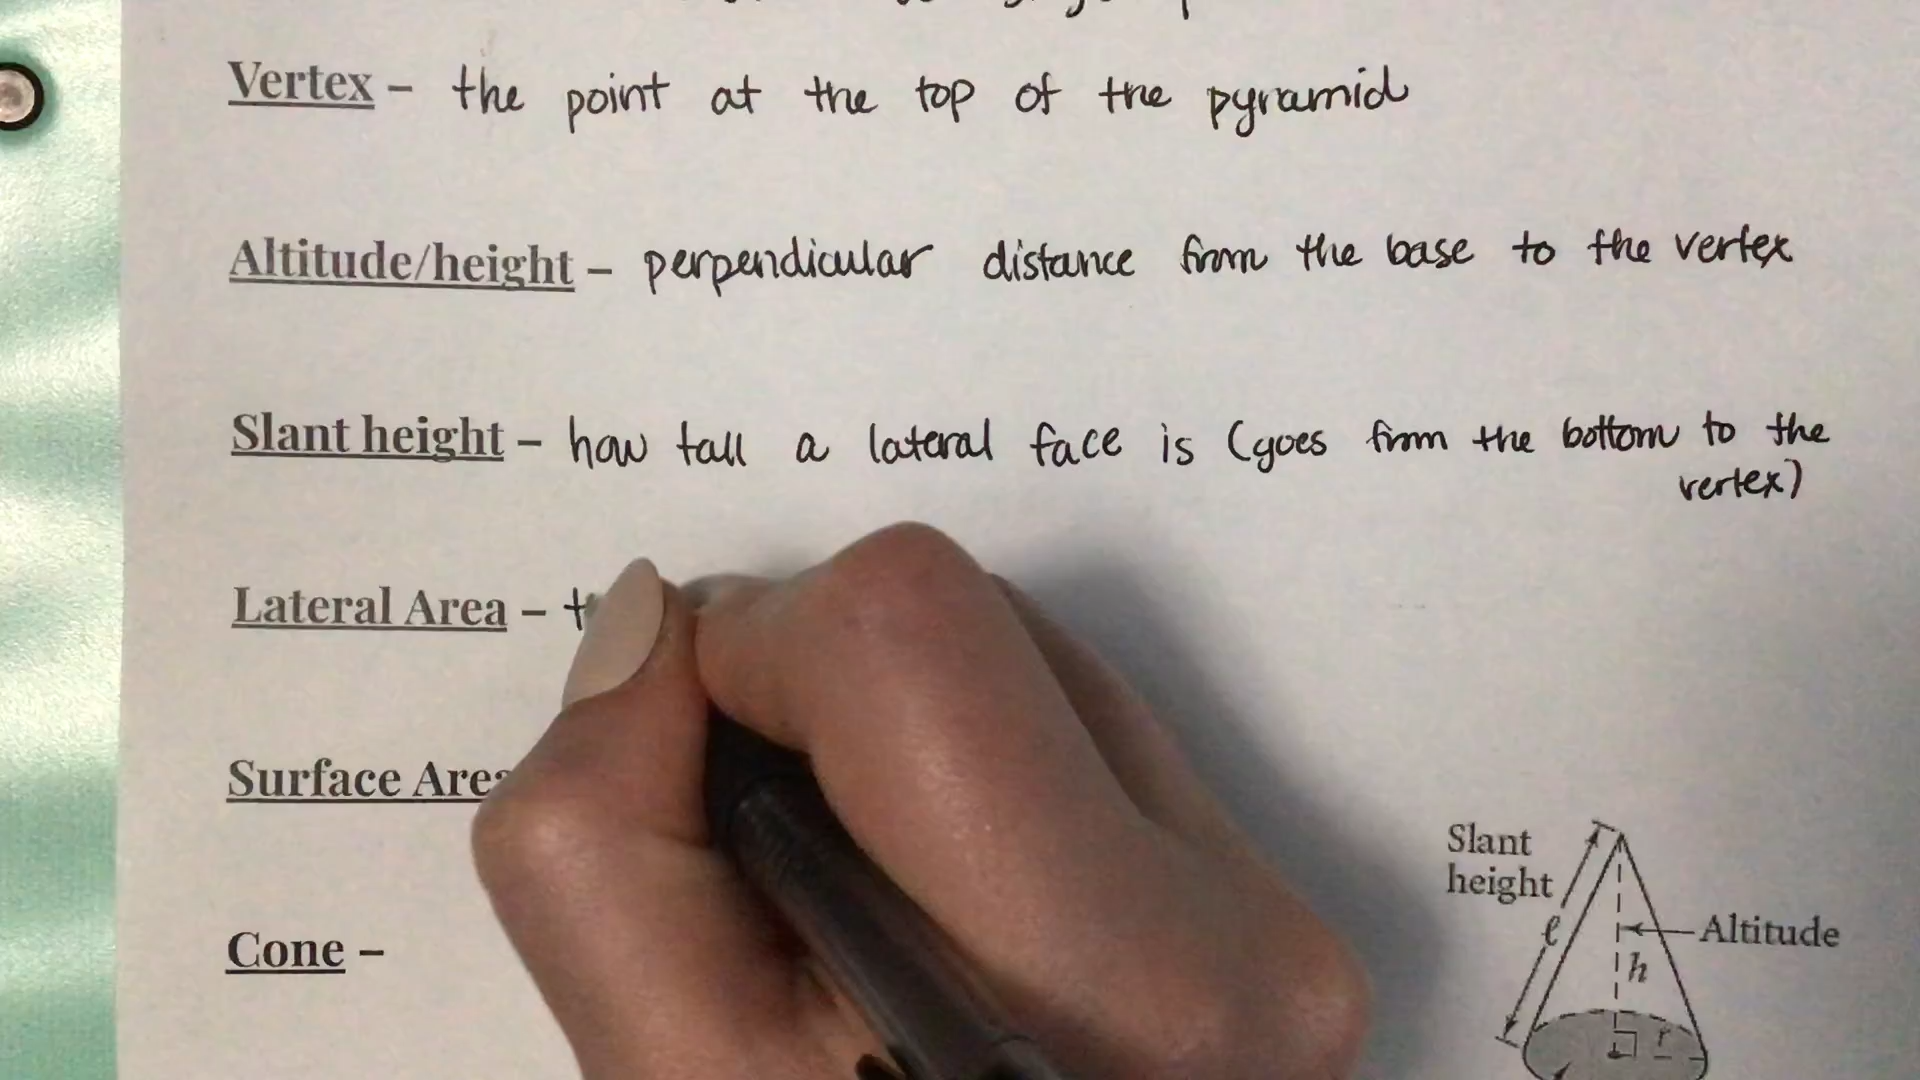 Vertex – the point at the top of the pyramid
Altitude/height – perpendicular distance from the base to the vertex
Slant height – how tall a lateral face is (goes from the bottom to the
vertex)
Lateral Area –
Surface
Cone –
Slant
height
ℓ
Altitude
h
r